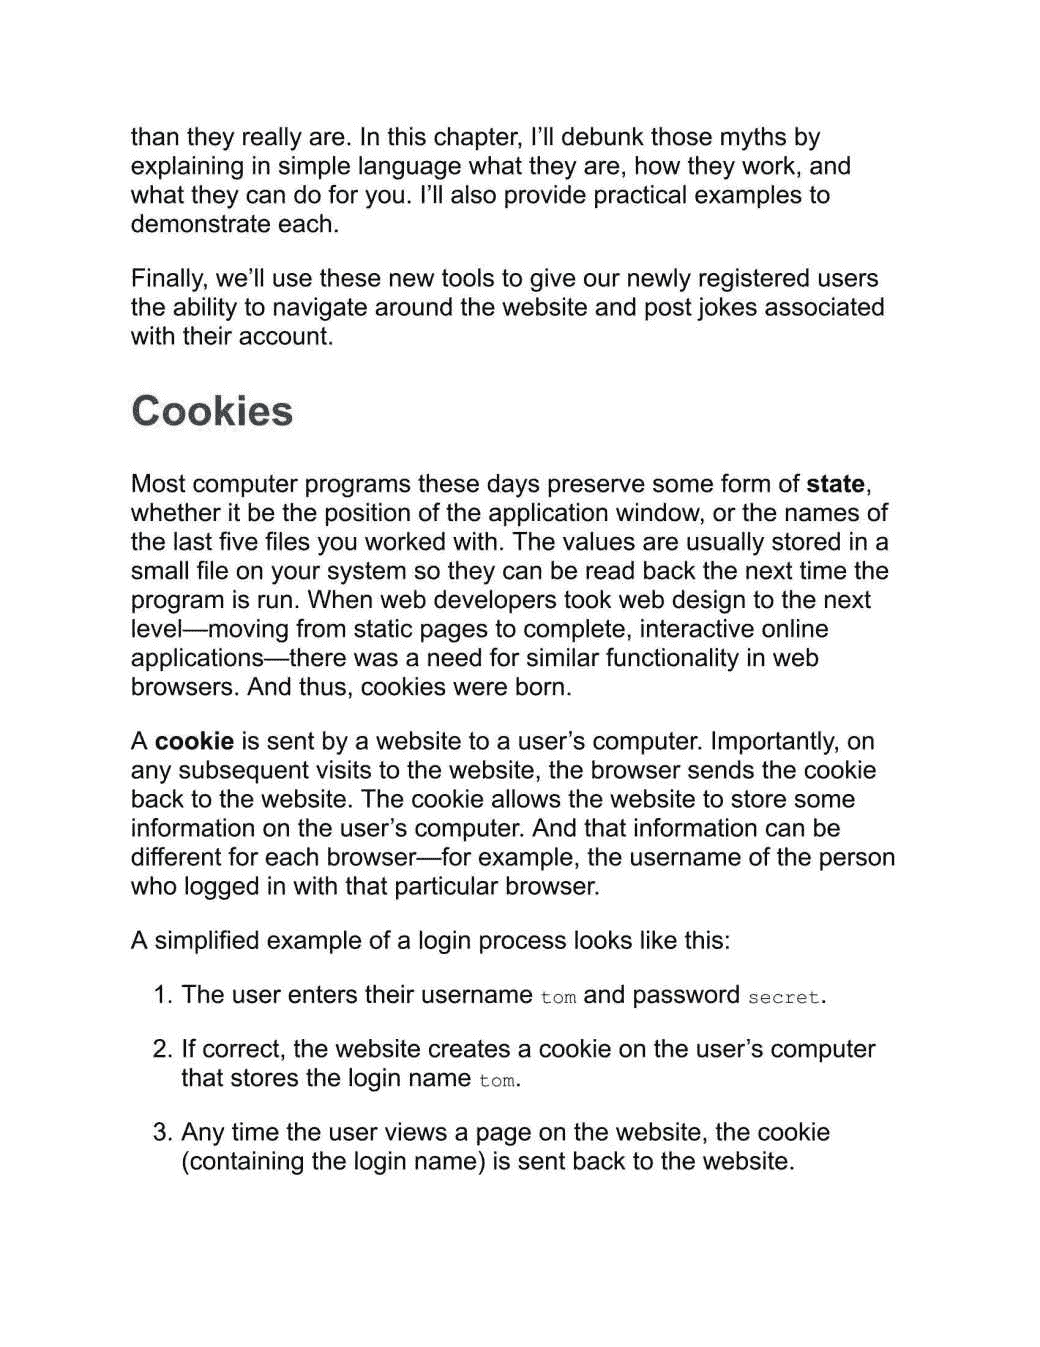 than they really are. In this chapter, I’ll debunk those myths by
explaining in simple language what they are, how they work, and
what they can do for you. I’ll also provide practical examples to
demonstrate each.
Finally, we’ll use these new tools to give our newly registered users
the ability to navigate around the website and post jokes associated
with their account.
Cookies
Most computer programs these days preserve some form of state,
whether it be the position of the application window, or the names of
the last five files you worked with. The values are usually stored in a
small file on your system so they can be read back the next time the
program is run. When web developers took web design to the next
level—moving from static pages to complete, interactive online
applications—there was a need for similar functionality in web
browsers. And thus, cookies were born.
A cookie is sent by a website to a user’s computer. Importantly, on
any subsequent visits to the website, the browser sends the cookie
back to the website. The cookie allows the website to store some
information on the user’s computer. And that information can be
different for each browser—for example, the username of the person
who logged in with that particular browser.
A simplified example of a login process looks like this:
1. The user enters their username tom and password secret.
2. If correct, the website creates a cookie on the user’s computer
that stores the login name tom.
3. Any time the user views a page on the website, the cookie
(containing the login name) is sent back to the website.